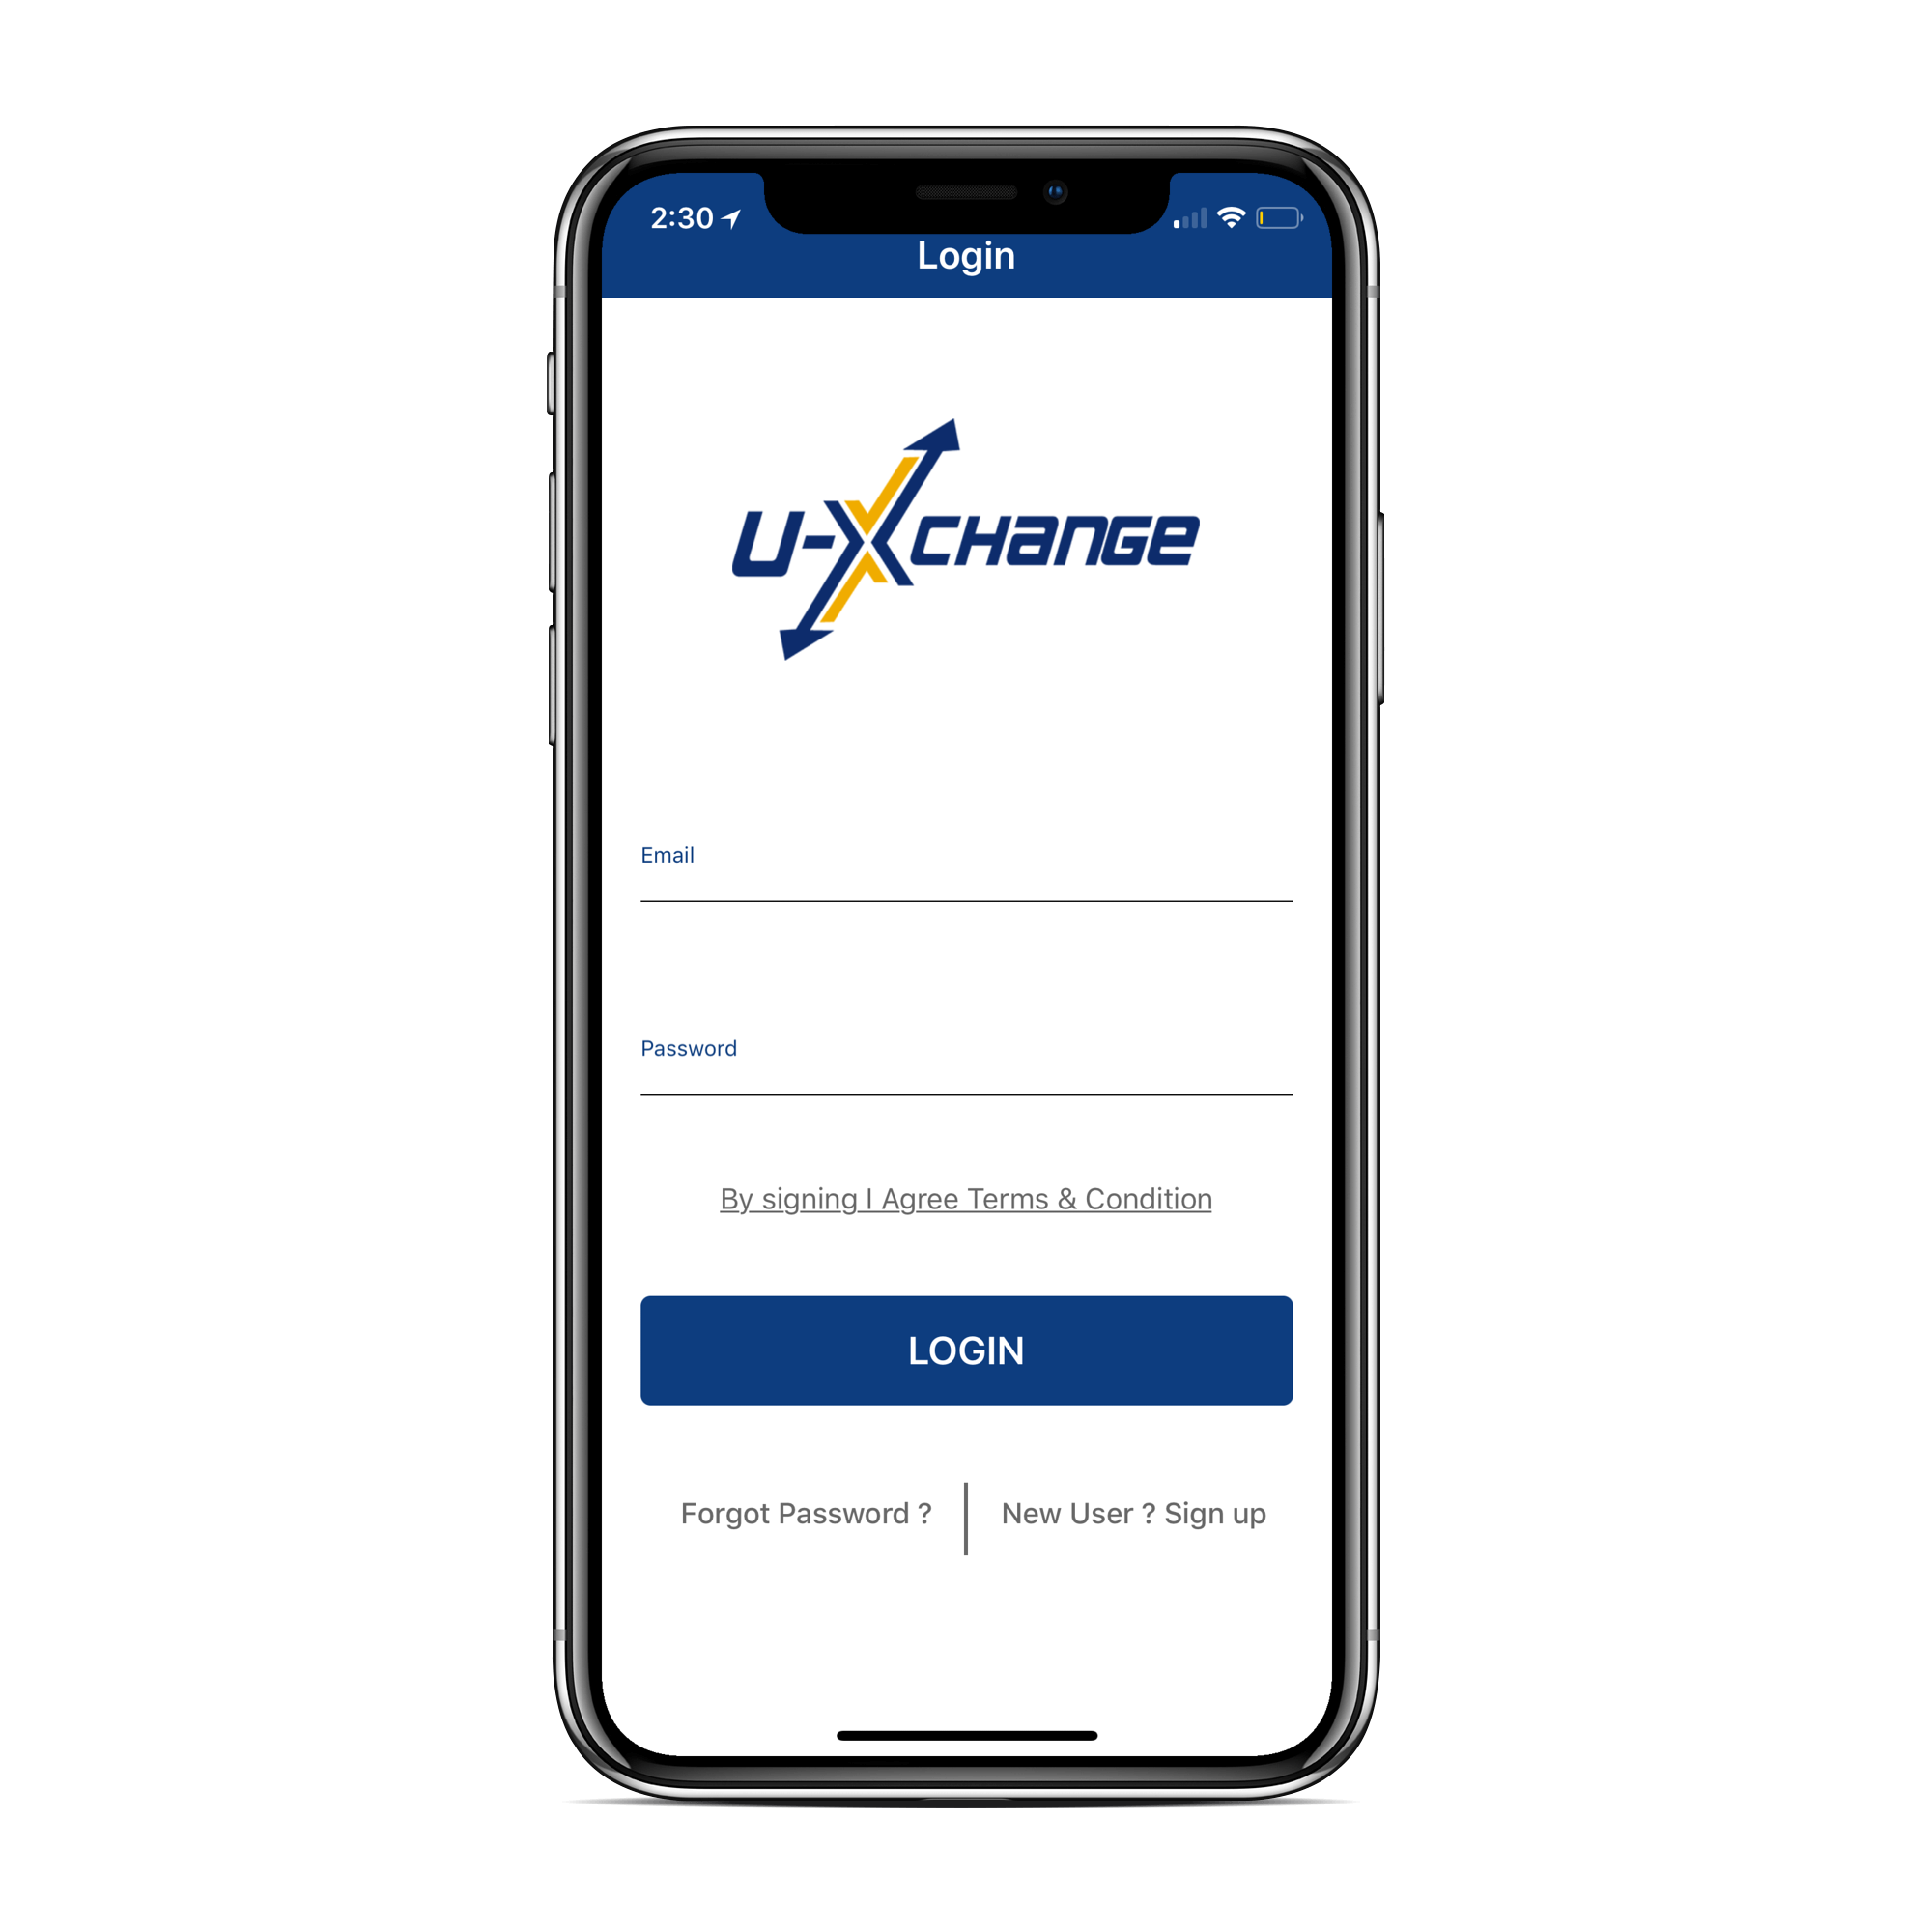 2:30
Login
U-XCHANGE
Email
Password
By signing I Agree Terms & Condition
LOGIN
Forgot Password ?
New User ? Sign up